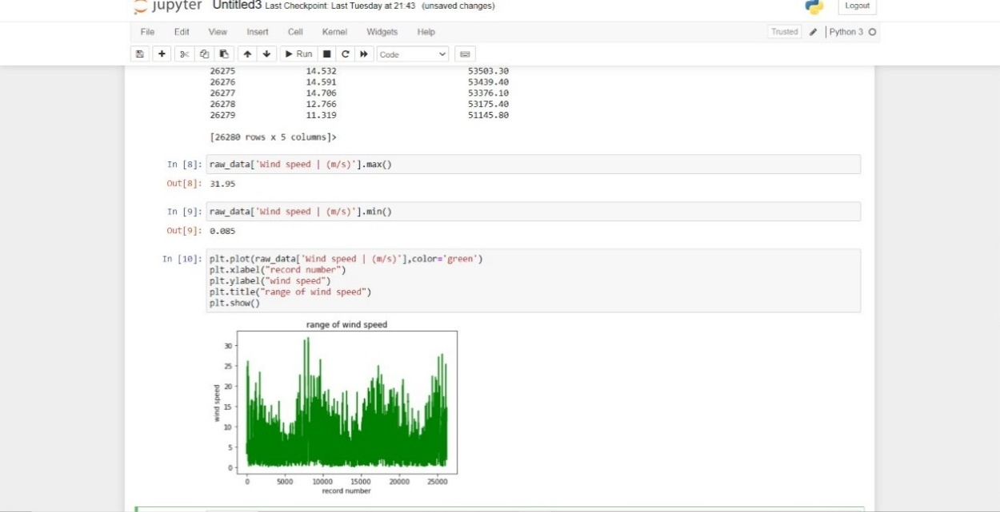 jupyter Untitled3 Last Checkpoint: Last Tuesday at 21:43 (unsaved changes)
Logout
File Edit View Insert Cell Kernel Widgets Help
Trusted Python 3
Run Code
26275 14.532 53503.30
26276 14.591 53439.40
26277 14.706 53376.10
26278 12.766 53175.40
26279 11.319 51145.80
[26280 rows x 5 columns]>
In [8]: raw_data['Wind speed | (m/s)'].max()
Out[8]: 31.95
In [9]: raw_data['Wind speed | (m/s)'].min()
Out[9]: 0.085
In [10]: plt.plot(raw_data['Wind speed | (m/s)'],color='green')
plt.xlabel("record number")
plt.ylabel("wind speed")
plt.title("range of wind speed")
plt.show()
range of wind speed
30
25
20
15
10
5
0
wind speed
0 5000 10000 15000 20000 25000
record number